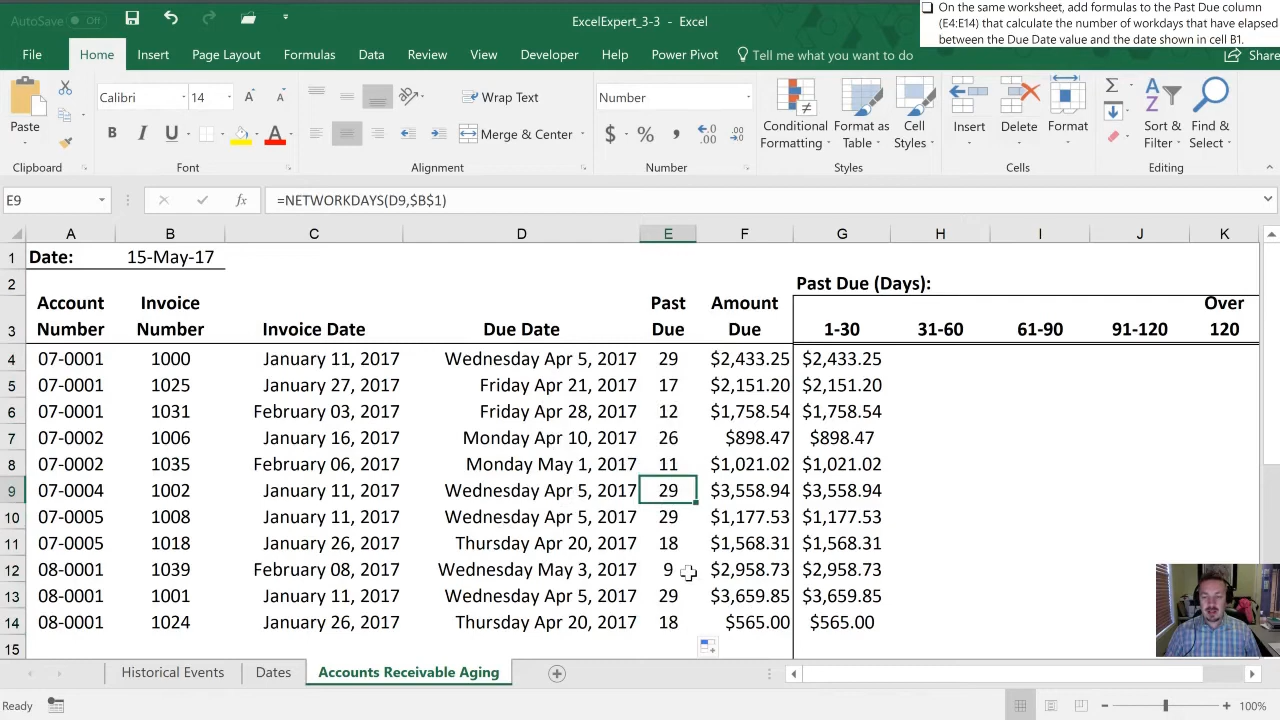 AutoSave Off
ExcelExpert_3-3 - Excel
On the same worksheet, add formulas to the Past Due column
(E4:E14) that calculate the number of workdays that have elapsed
between the Due Date value and the date shown in cell B1.
File Home Insert Page Layout Formulas Data Review View Developer Help Power Pivot Tell me what you want to do Share
Calibri 14 Wrap Text Number
Paste B I U A Merge & Center $ % , Conditional Formatting Format as Table Cell Styles Insert Delete Format Sort & Filter Find & Select
Clipboard Font Alignment Number Styles Cells Editing
E9 fx =NETWORKDAYS(D9,$B$1)
A B C D E F G H I J K
1 Date: 15-May-17
2 Past Due (Days):
Account Invoice Past Amount Over
3 Number Number Invoice Date Due Date Due Due 1-30 31-60 61-90 91-120 120
4 07-0001 1000 January 11, 2017 Wednesday Apr 5, 2017 29 $2,433.25 $2,433.25
5 07-0001 1025 January 27, 2017 Friday Apr 21, 2017 17 $2,151.20 $2,151.20
6 07-0001 1031 February 03, 2017 Friday Apr 28, 2017 12 $1,758.54 $1,758.54
7 07-0002 1006 January 16, 2017 Monday Apr 10, 2017 26 $898.47 $898.47
8 07-0002 1035 February 06, 2017 Monday May 1, 2017 11 $1,021.02 $1,021.02
9 07-0004 1002 January 11, 2017 Wednesday Apr 5, 2017 29 $3,558.94 $3,558.94
10 07-0005 1008 January 11, 2017 Wednesday Apr 5, 2017 29 $1,177.53 $1,177.53
11 07-0005 1018 January 26, 2017 Thursday Apr 20, 2017 18 $1,568.31 $1,568.31
12 08-0001 1039 February 08, 2017 Wednesday May 3, 2017 9 $2,958.73 $2,958.73
13 08-0001 1001 January 11, 2017 Wednesday Apr 5, 2017 29 $3,659.85 $3,659.85
14 08-0001 1024 January 26, 2017 Thursday Apr 20, 2017 18 $565.00 $565.00
15
Historical Events Dates Accounts Receivable Aging
Ready 100%